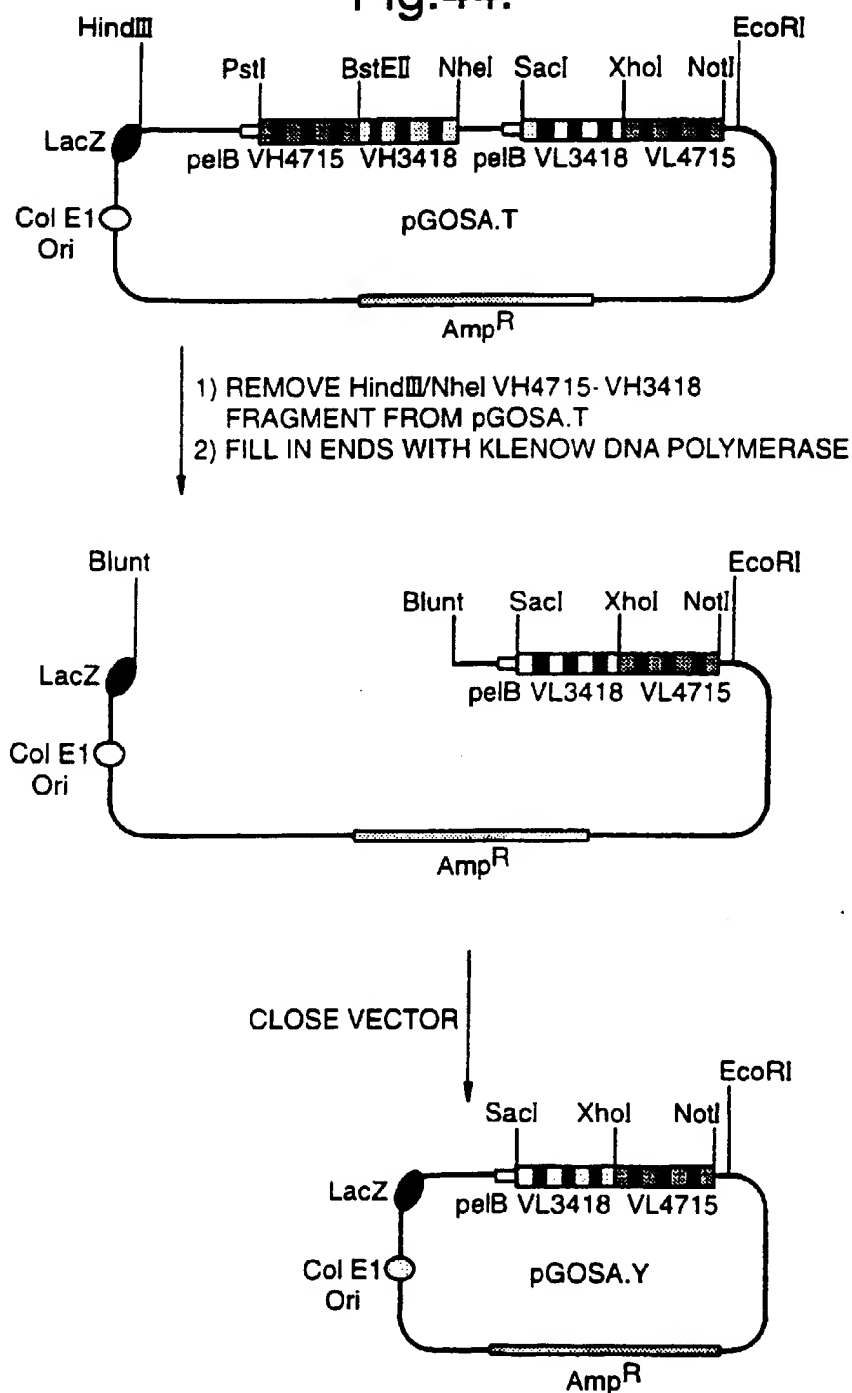 HindIII
EcoRI
PstI
BstEII
NheI
SacI
XhoI
NotI
LacZ
pelB VH4715 VH3418
pelB VL3418 VL4715
Col E1
Ori
pGOSA.T
AmpR
1) REMOVE HindIII/NheI VH4715-VH3418
FRAGMENT FROM pGOSA.T
2) FILL IN ENDS WITH KLENOW DNA POLYMERASE
Blunt
EcoRI
Blunt
SacI
XhoI
NotI
LacZ
pelB VL3418 VL4715
Col E1
Ori
AmpR
CLOSE VECTOR
EcoRI
SacI
XhoI
NotI
LacZ
pelB VL3418 VL4715
Col E1
Ori
pGOSA.Y
AmpR